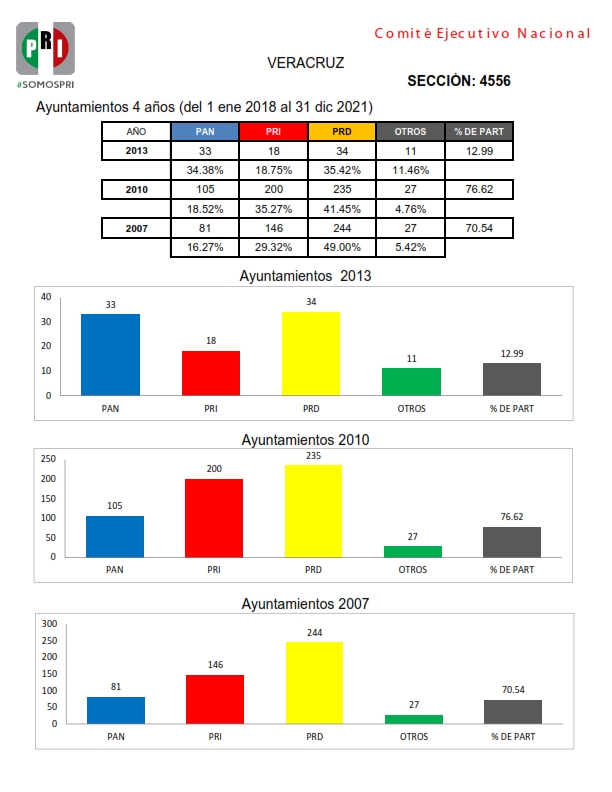 Comité Ejecutivo Nacional
PRI
#SOMOSPRI
VERACRUZ
SECCIÓN: 4556
Ayuntamientos 4 años (del 1 ene 2018 al 31 dic 2021)
AÑO PAN PRI PRD OTROS % DE PART
2013 33 18 34 11 12.99
34.38% 18.75% 35.42% 11.46%
2010 105 200 235 27 76.62
18.52% 35.27% 41.45% 4.76%
2007 81 146 244 27 70.54
16.27% 29.32% 49.00% 5.42%
Ayuntamientos 2013
40
30
20
10
0
33 18 34 11 12.99
PAN PRI PRD OTROS % DE PART
Ayuntamientos 2010
250
200
150
100
50
0
105 200 235 27 76.62
PAN PRI PRD OTROS % DE PART
Ayuntamientos 2007
300
250
200
150
100
50
0
81 146 244 27 70.54
PAN PRI PRD OTROS % DE PART